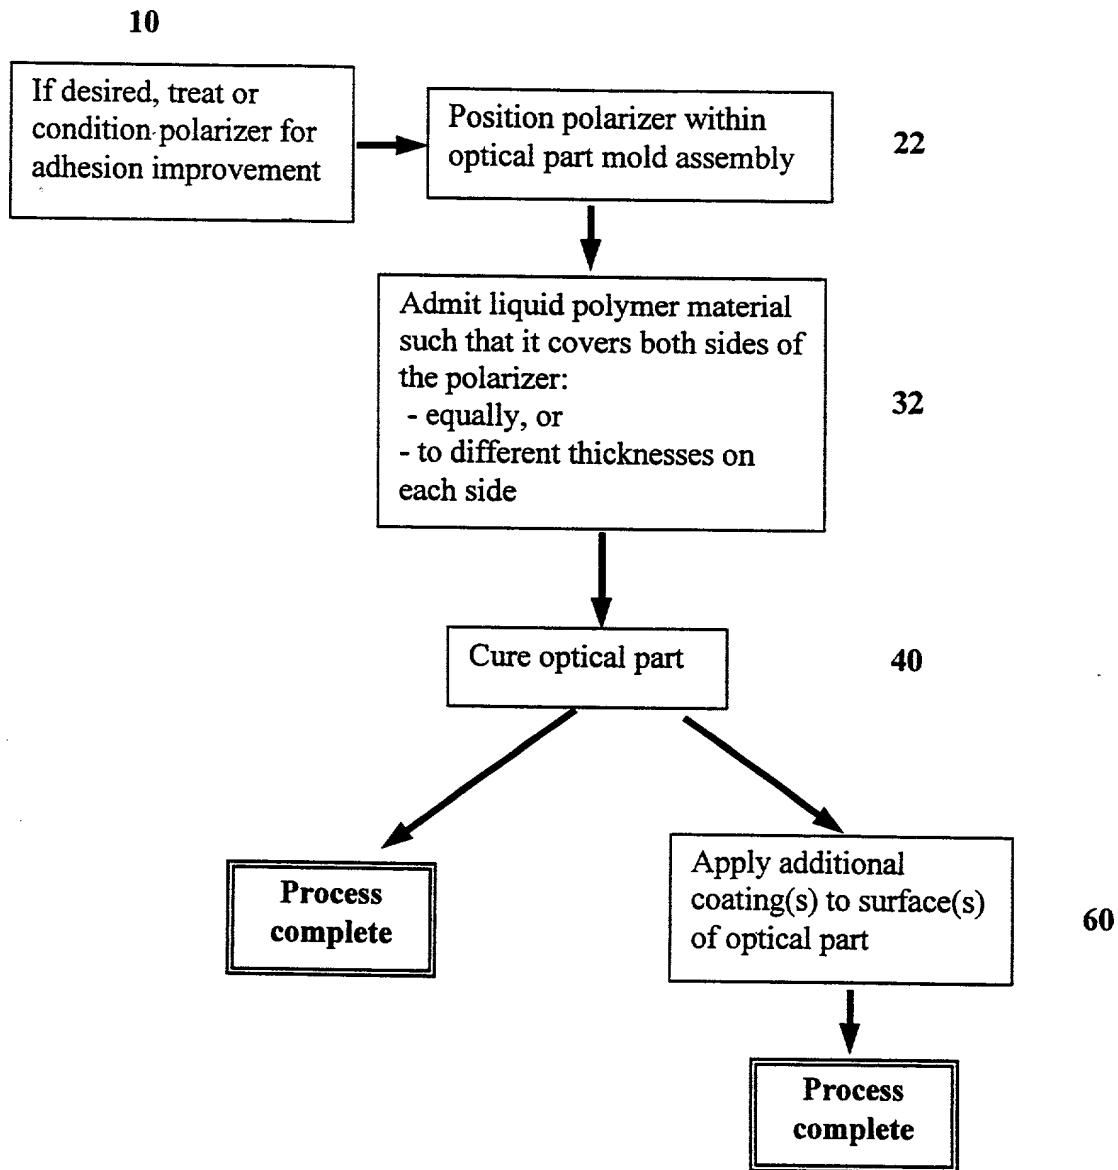 10
If desired, treat or
condition polarizer for
adhesion improvement
Position polarizer within
optical part mold assembly
22
Admit liquid polymer material
such that it covers both sides of
the polarizer:
- equally, or
- to different thicknesses on
each side
32
Cure optical part
40
Process
complete
Apply additional
coating(s) to surface(s)
of optical part
60
Process
complete